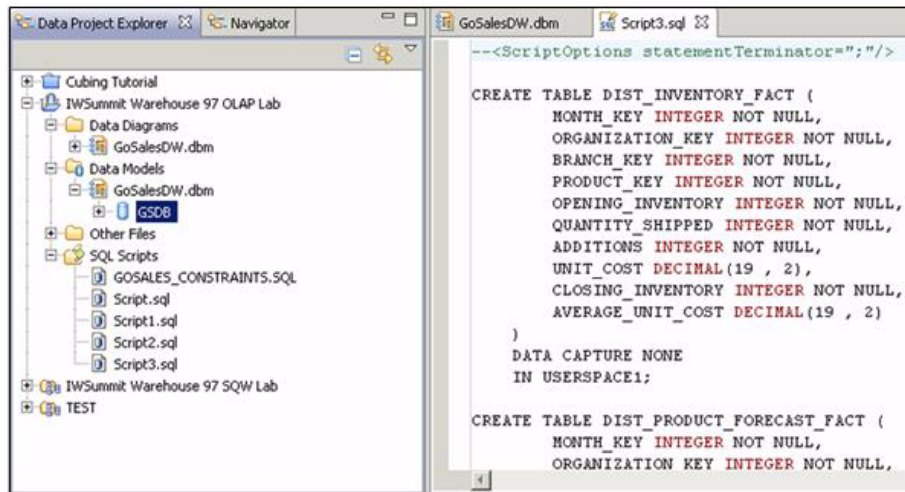 Data Project Explorer
Navigator
Cubing Tutorial
IWSummit Warehouse 97 OLAP Lab
Data Diagrams
GoSalesDW.dbm
Data Models
GoSalesDW.dbm
GSDB
Other Files
SQL Scripts
GOSALES_CONSTRAINTS.SQL
Script.sql
Script1.sql
Script2.sql
Script3.sql
IWSummit Warehouse 97 SQW Lab
TEST
GoSalesDW.dbm
Script3.sql
--<ScriptOptions statementTerminator=";"/>
CREATE TABLE DIST_INVENTORY_FACT (
MONTH_KEY INTEGER NOT NULL,
ORGANIZATION_KEY INTEGER NOT NULL,
BRANCH_KEY INTEGER NOT NULL,
PRODUCT_KEY INTEGER NOT NULL,
OPENING_INVENTORY INTEGER NOT NULL,
QUANTITY_SHIPPED INTEGER NOT NULL,
ADDITIONS INTEGER NOT NULL,
UNIT_COST DECIMAL(19 , 2),
CLOSING_INVENTORY INTEGER NOT NULL,
AVERAGE_UNIT_COST DECIMAL(19 , 2)
)
DATA CAPTURE NONE
IN USERSPACE1;
CREATE TABLE DIST_PRODUCT_FORECAST_FACT (
MONTH_KEY INTEGER NOT NULL,
ORGANIZATION_KEY INTEGER NOT NULL,